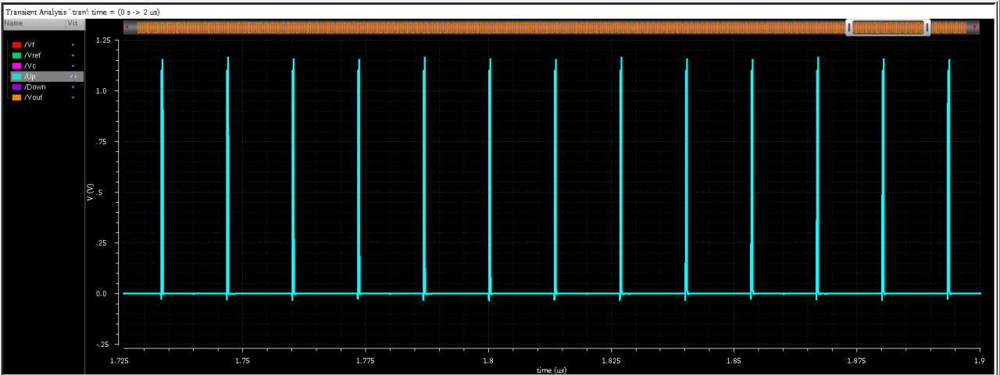 Transient Analysis `tran': time = (0 s -> 2 us)
Name Vis
/Vf
/Vref
/Vc
/Up
/Down
/Vout
1.25
1.0
.75
.5
.25
0.0
-.25
V (V)
1.725 1.75 1.775 1.8 1.825 1.85 1.875 1.9
time (us)